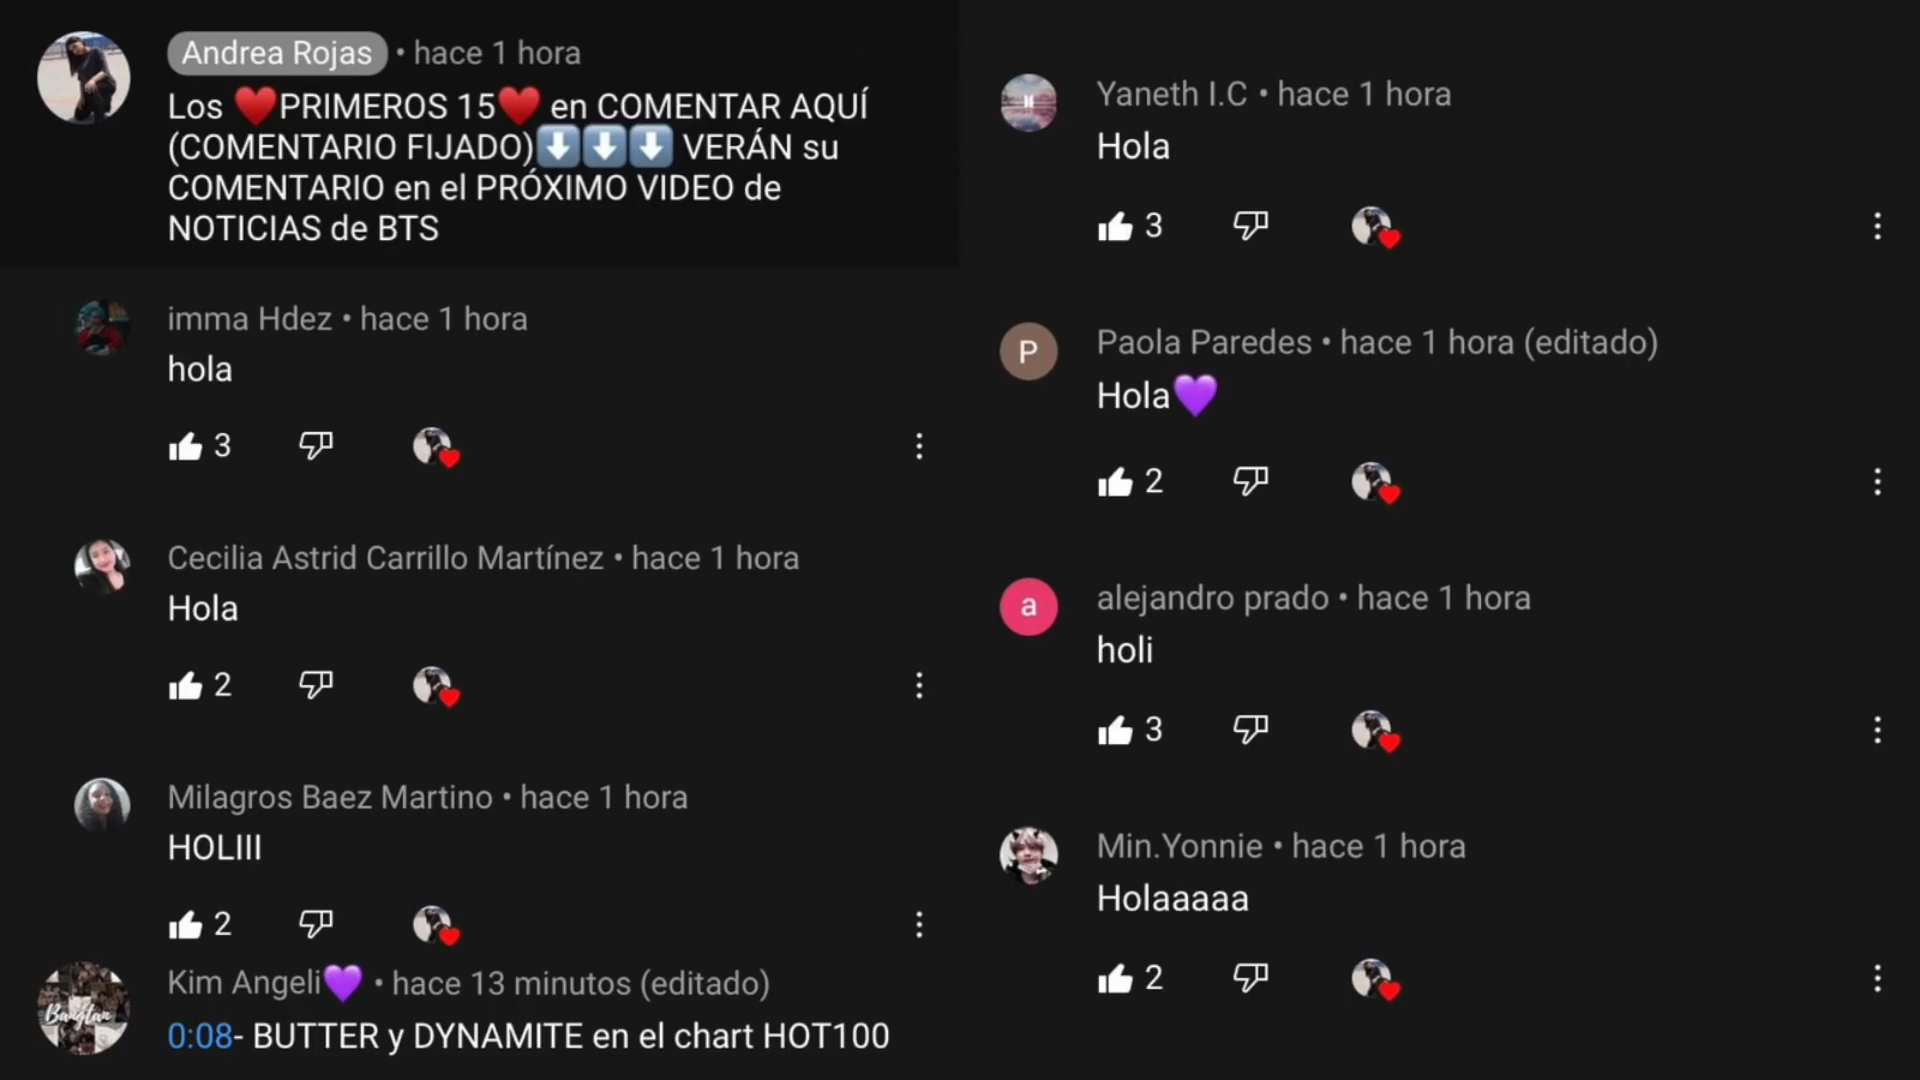 Andrea Rojas • hace 1 hora
Los ❤️PRIMEROS 15❤️ en COMENTAR AQUÍ
(COMENTARIO FIJADO)⬇️⬇️⬇️ VERÁN su
COMENTARIO en el PRÓXIMO VIDEO de
NOTICIAS de BTS
imma Hdez • hace 1 hora
hola
3
Cecilia Astrid Carrillo Martínez • hace 1 hora
Hola
2
Milagros Baez Martino • hace 1 hora
HOLIII
2
Bangtan
Kim Angeli💜 • hace 13 minutos (editado)
0:08- BUTTER y DYNAMITE en el chart HOT100
Yaneth I.C • hace 1 hora
Hola
3
P
Paola Paredes • hace 1 hora (editado)
Hola💜
2
a
alejandro prado • hace 1 hora
holi
3
Min.Yonnie • hace 1 hora
Holaaaaa
2